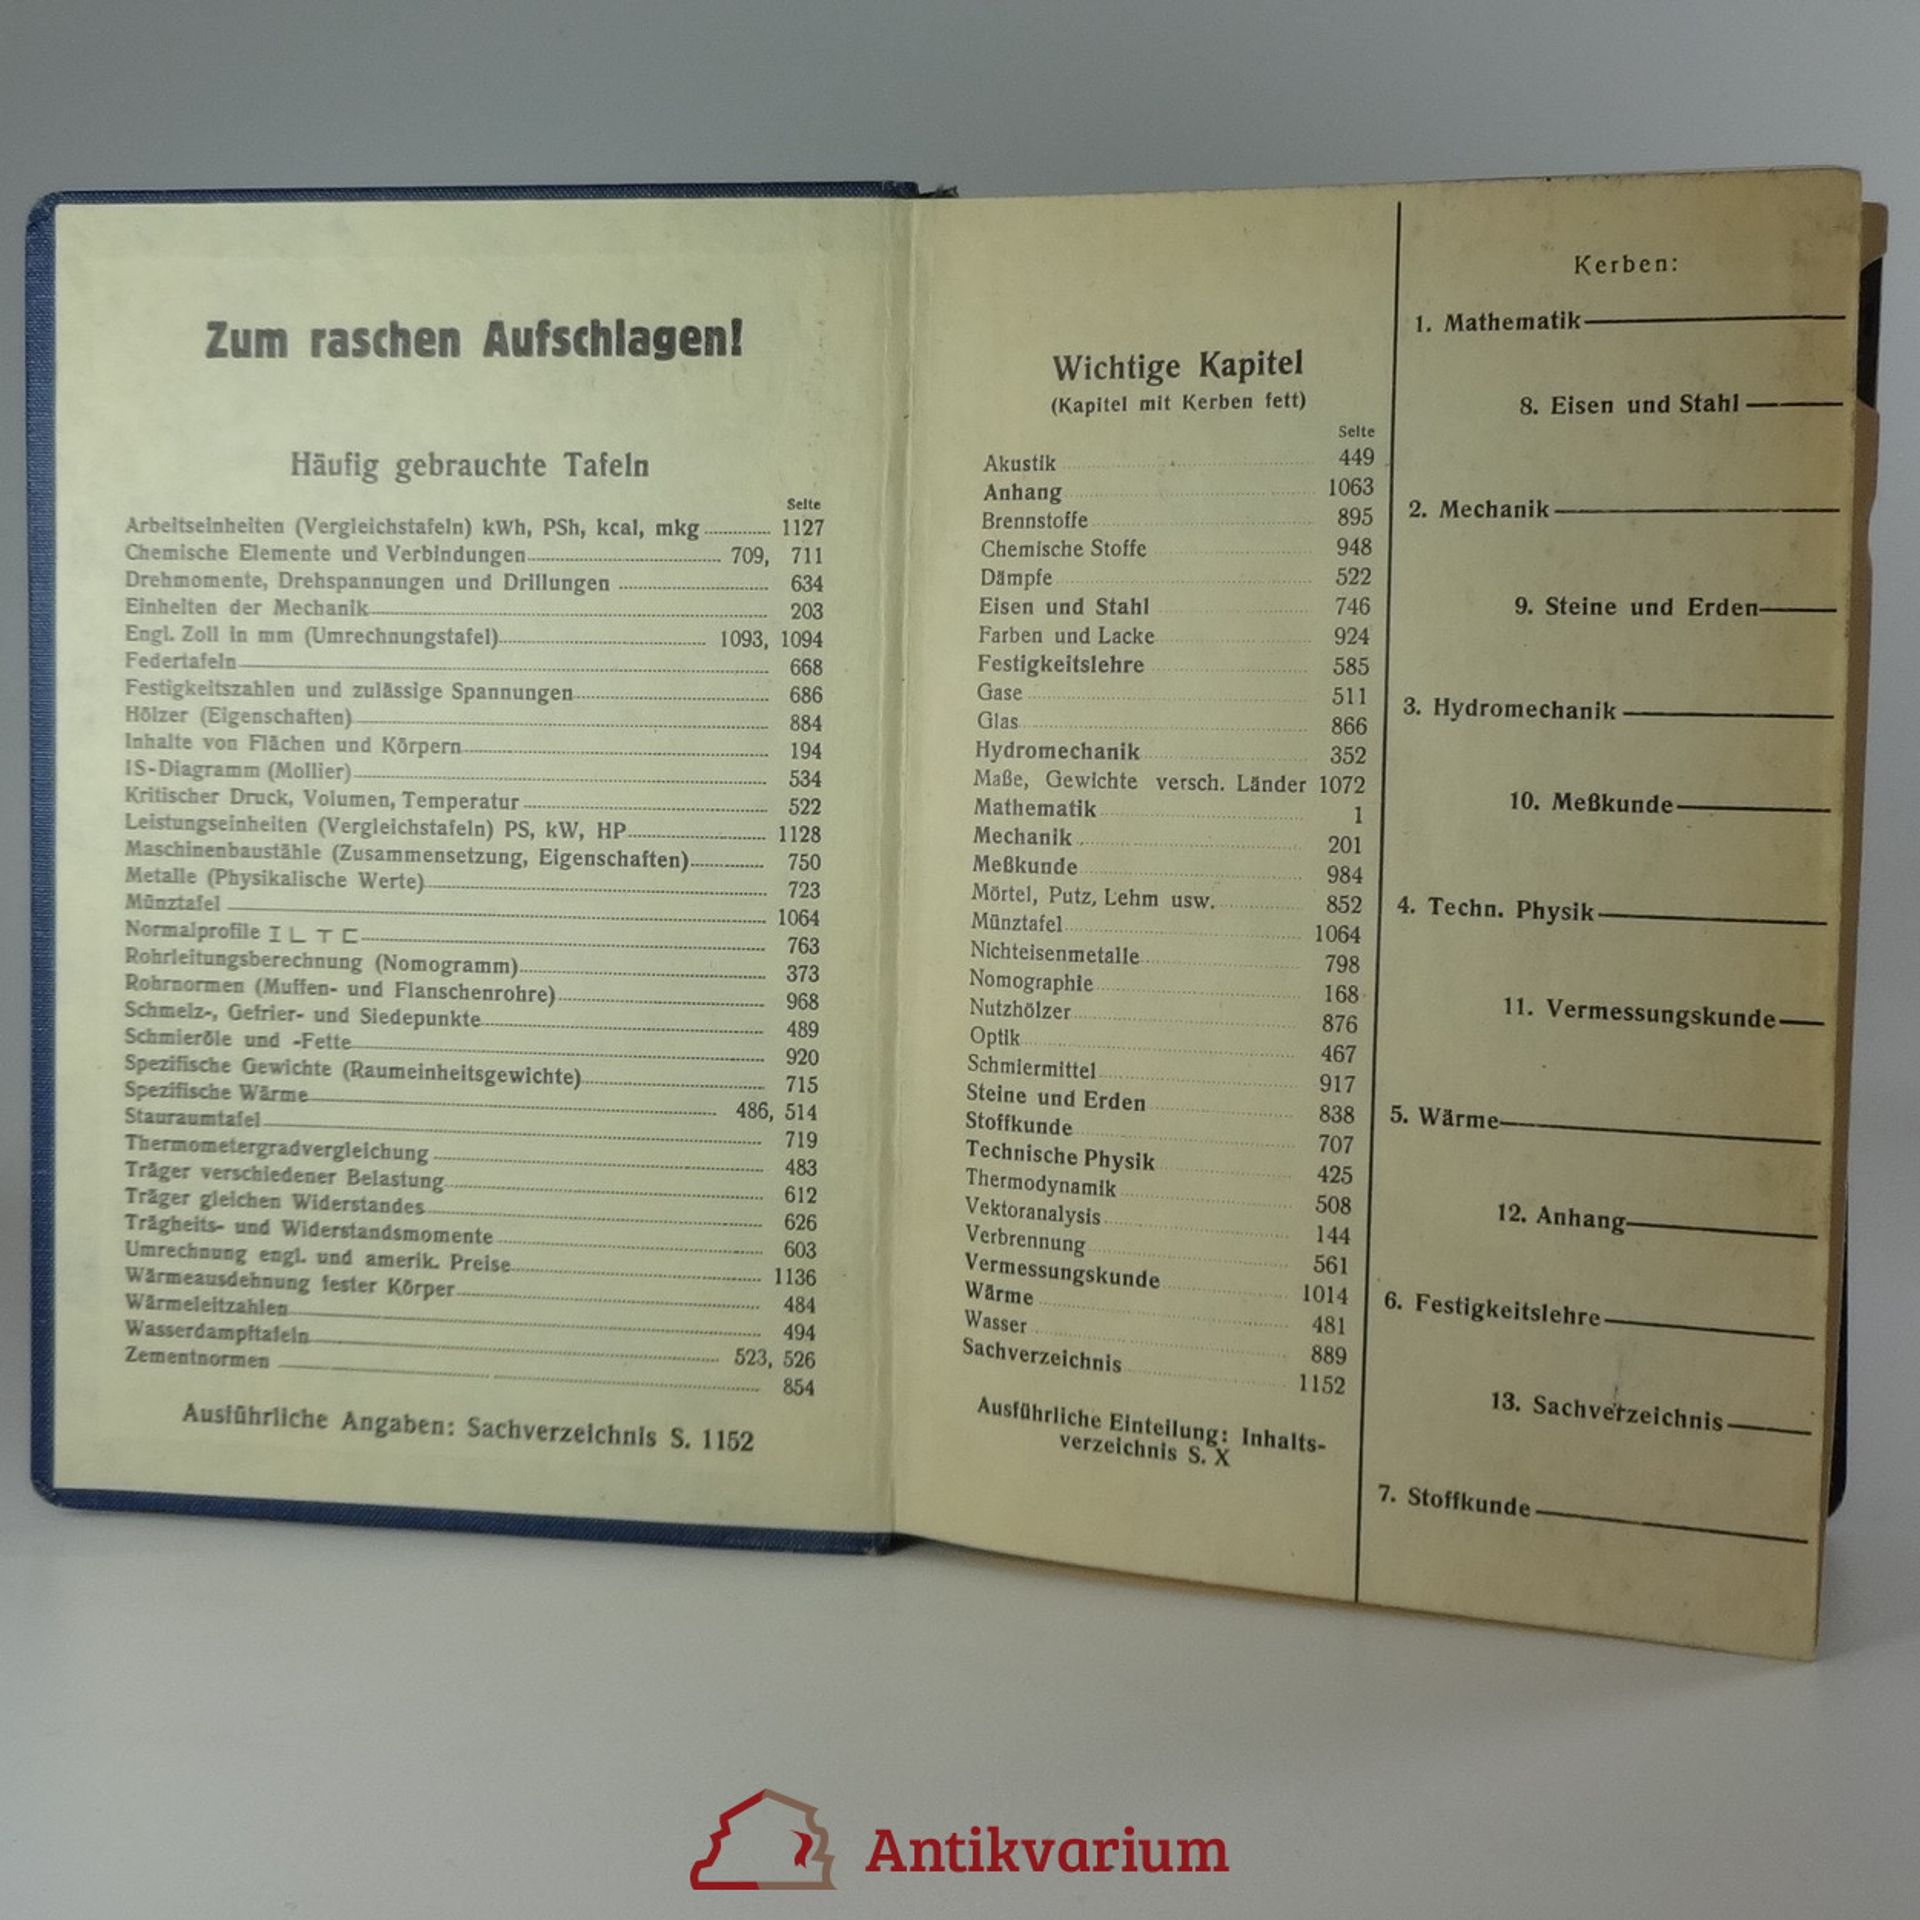 Zum raschen Aufschlagen!
Häufig gebrauchte Tafeln
Seite
Arbeitseinheiten (Vergleichstafeln) kWh, PSh, kcal, mkg 1127
Chemische Elemente und Verbindungen 709, 711
Drehmomente, Drehspannungen und Drillungen 634
Einheiten der Mechanik 203
Engl. Zoll in mm (Umrechnungstafel) 1093, 1094
Federtafeln 668
Festigkeitszahlen und zulässige Spannungen 686
Hölzer (Eigenschaften) 884
Inhalte von Flächen und Körpern 194
IS-Diagramm (Mollier) 534
Kritischer Druck, Volumen, Temperatur 522
Leistungseinheiten (Vergleichstafeln) PS, kW, HP 1128
Maschinenbaustähle (Zusammensetzung, Eigenschaften) 750
Metalle (Physikalische Werte) 723
Münztafel 1064
Normalprofile I L T C 763
Rohrleitungsberechnung (Nomogramm) 373
Rohrnormen (Muffen- und Flanschenrohre) 968
Schmelz-, Gefrier- und Siedepunkte 489
Schmieröle und -Fette 920
Spezifische Gewichte (Raumeinheitsgewichte) 715
Spezifische Wärme 486, 514
Stauraumtafel 719
Thermometergradvergleichung 483
Träger verschiedener Belastung 612
Träger gleichen Widerstandes 626
Trägheits- und Widerstandsmomente 603
Umrechnung engl. und amerik. Preise 1136
Wärmeausdehnung fester Körper 484
Wärmeleitzahlen 494
Wasserdampftafeln 523, 526
Zementnormen 854
Ausführliche Angaben: Sachverzeichnis S. 1152
Wichtige Kapitel
(Kapitel mit Kerben fett)
Seite
Akustik 449
Anhang 1063
Brennstoffe 895
Chemische Stoffe 948
Dämpfe 522
Eisen und Stahl 746
Farben und Lacke 924
Festigkeitslehre 585
Gase 511
Glas 866
Hydromechanik 352
Maße, Gewichte versch. Länder 1072
Mathematik 1
Mechanik 201
Meßkunde 984
Mörtel, Putz, Lehm usw. 852
Münztafel 1064
Nichteisenmetalle 798
Nomographie 168
Nutzhölzer 876
Optik 467
Schmiermittel 917
Steine und Erden 838
Stoffkunde 707
Technische Physik 425
Thermodynamik 508
Vektoranalysis 144
Verbrennung 561
Vermessungskunde 1014
Wärme 481
Wasser 889
Sachverzeichnis 1152
Ausführliche Einteilung: Inhalts-
verzeichnis S. X
Kerben:
1. Mathematik
8. Eisen und Stahl
2. Mechanik
9. Steine und Erden
3. Hydromechanik
10. Meßkunde
4. Techn. Physik
11. Vermessungskunde
5. Wärme
12. Anhang
6. Festigkeitslehre
13. Sachverzeichnis
7. Stoffkunde
Antikvarium